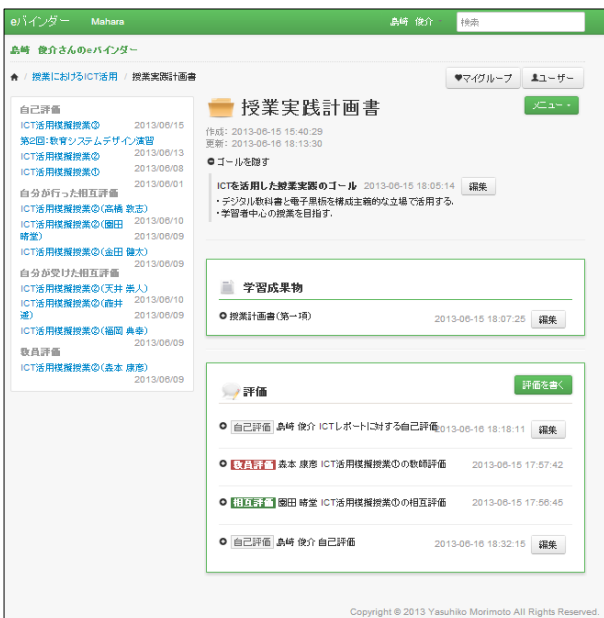 eバインダー Mahara 島崎 俊介 検索
島崎 俊介さんのeバインダー
/ 授業におけるICT活用 / 授業実践計画書
♥マイグループ ユーザー
自己評価
ICT活用模擬授業③ 2013/06/15
第2回:教育システムデザイン演習
2013/06/13
ICT活用模擬授業② 2013/06/08
ICT活用模擬授業①
2013/06/01
自分が行った相互評価
ICT活用模擬授業②(高橋 敦志)
2013/06/10
ICT活用模擬授業②(園田 晴堂) 2013/06/09
ICT活用模擬授業②(金田 健太)
2013/06/09
自分が受けた相互評価
ICT活用模擬授業②(天井 崇人)
2013/06/10
ICT活用模擬授業②(碓井 遼) 2013/06/09
ICT活用模擬授業②(福岡 典幸)
2013/06/09
教員評価
ICT活用模擬授業②(森本 康彦)
2013/06/09
授業実践計画書
メニュー
作成: 2013-06-15 15:40:29
更新: 2013-06-16 18:13:30
ゴールを隠す
ICTを活用した授業実践のゴール 2013-06-15 18:05:14 編集
・デジタル教科書と電子黒板を構成主義的な立場で活用する.
・学習者中心の授業を目指す.
学習成果物
授業計画書(第一項) 2013-06-15 18:07:25 編集
評価
評価を書く
自己評価 島崎 俊介 ICTレポートに対する自己評価 2013-06-16 18:18:11 編集
教員評価 森本 康彦 ICT活用模擬授業①の教師評価 2013-06-15 17:57:42
相互評価 園田 晴堂 ICT活用模擬授業①の相互評価 2013-06-15 17:56:45
自己評価 島崎 俊介 自己評価 2013-06-16 18:32:15 編集
Copyright © 2013 Yasuhiko Morimoto All Rights Reserved.